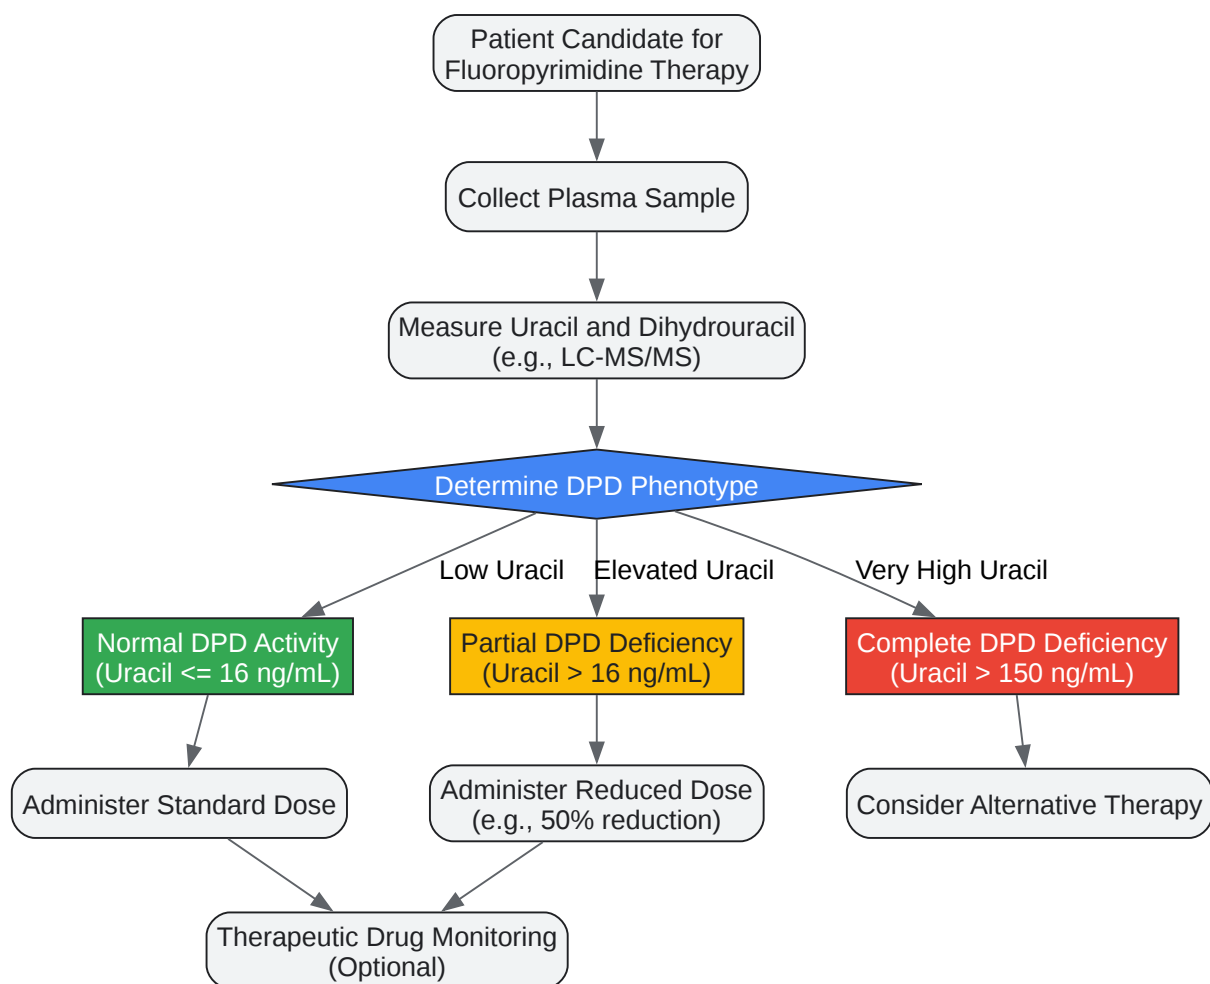 Patient Candidate for
Fluoropyrimidine Therapy
Collect Plasma Sample
Measure Uracil and Dihydrouracil
(e.g., LC-MS/MS)
Determine DPD Phenotype
Low Uracil
Elevated Uracil
Very High Uracil
Normal DPD Activity
(Uracil <= 16 ng/mL)
Partial DPD Deficiency
(Uracil > 16 ng/mL)
Complete DPD Deficiency
(Uracil > 150 ng/mL)
Administer Standard Dose
Administer Reduced Dose
(e.g., 50% reduction)
Consider Alternative Therapy
Therapeutic Drug Monitoring
(Optional)